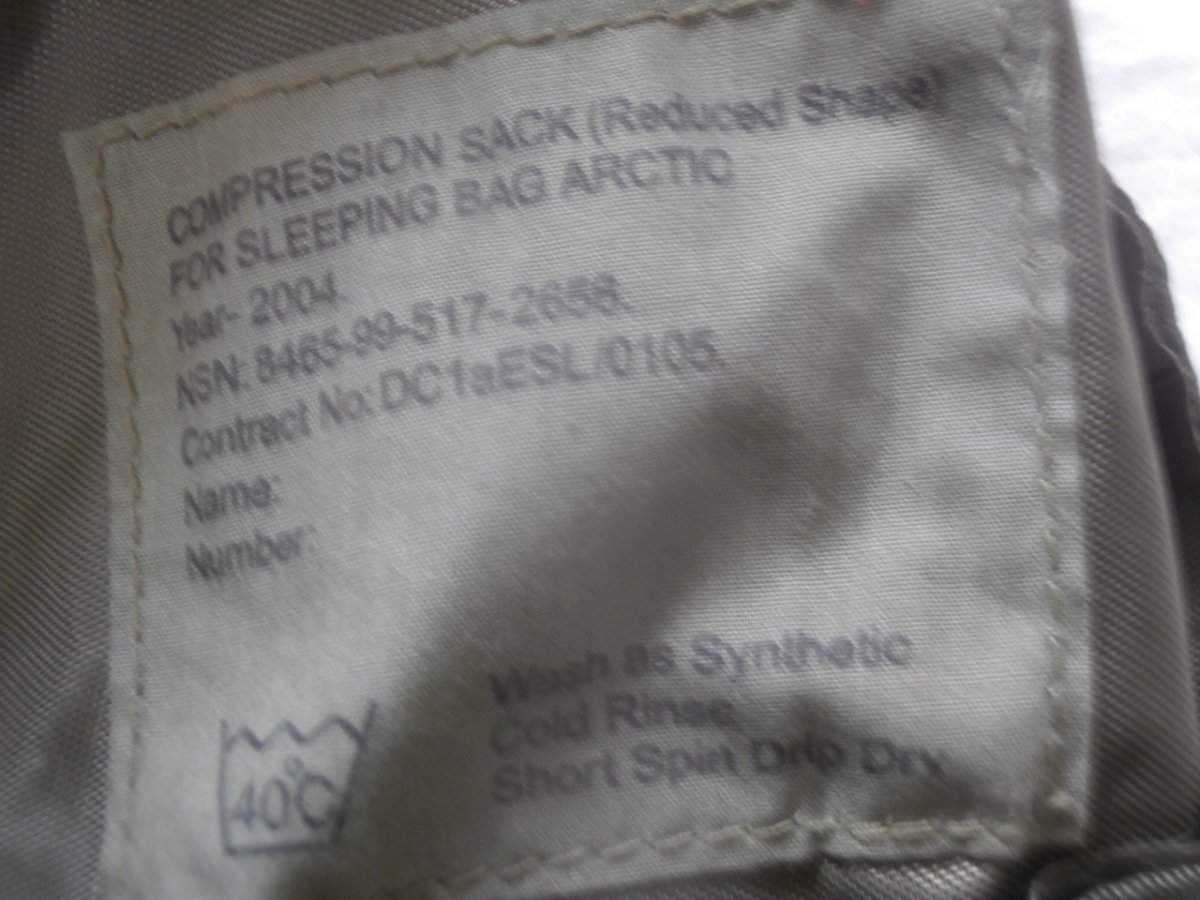 COMPRESSION SACK (Reduced Shape)
FOR SLEEPING BAG ARCTIC
Year- 2004.
NSN: 8465-99-517-2656.
Contract No: DC1aESL/0105.
Name:
Number:
Wash as Synthetic
Cold Rinse
Short Spin Drip Dry.
40°C